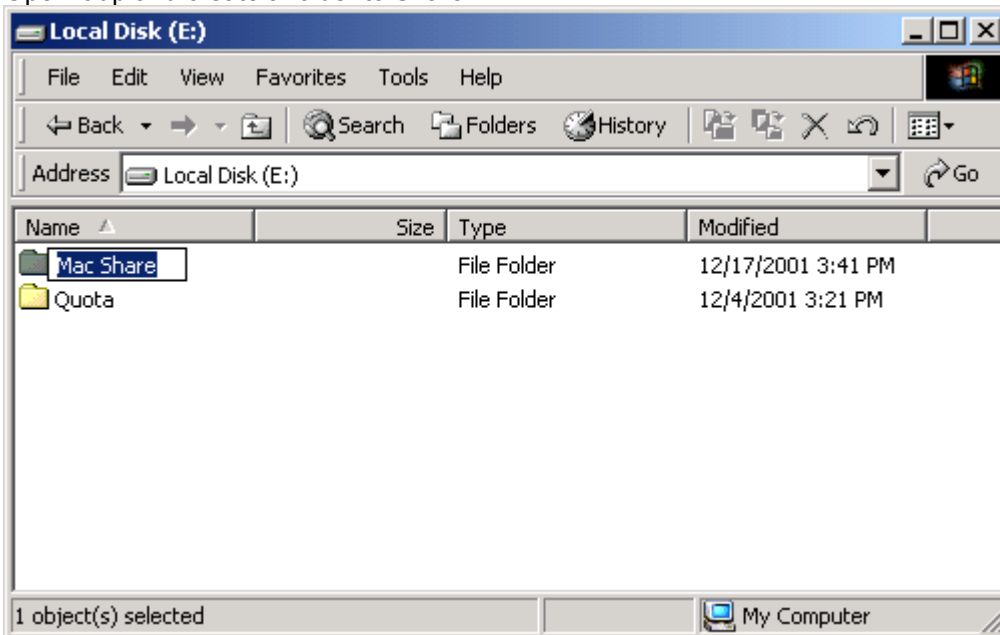 Local Disk (E:)
File Edit View Favorites Tools Help
Back Search Folders History
Address Local Disk (E:) Go
Name Size Type Modified
Mac Share File Folder 12/17/2001 3:41 PM
Quota File Folder 12/4/2001 3:21 PM
1 object(s) selected My Computer